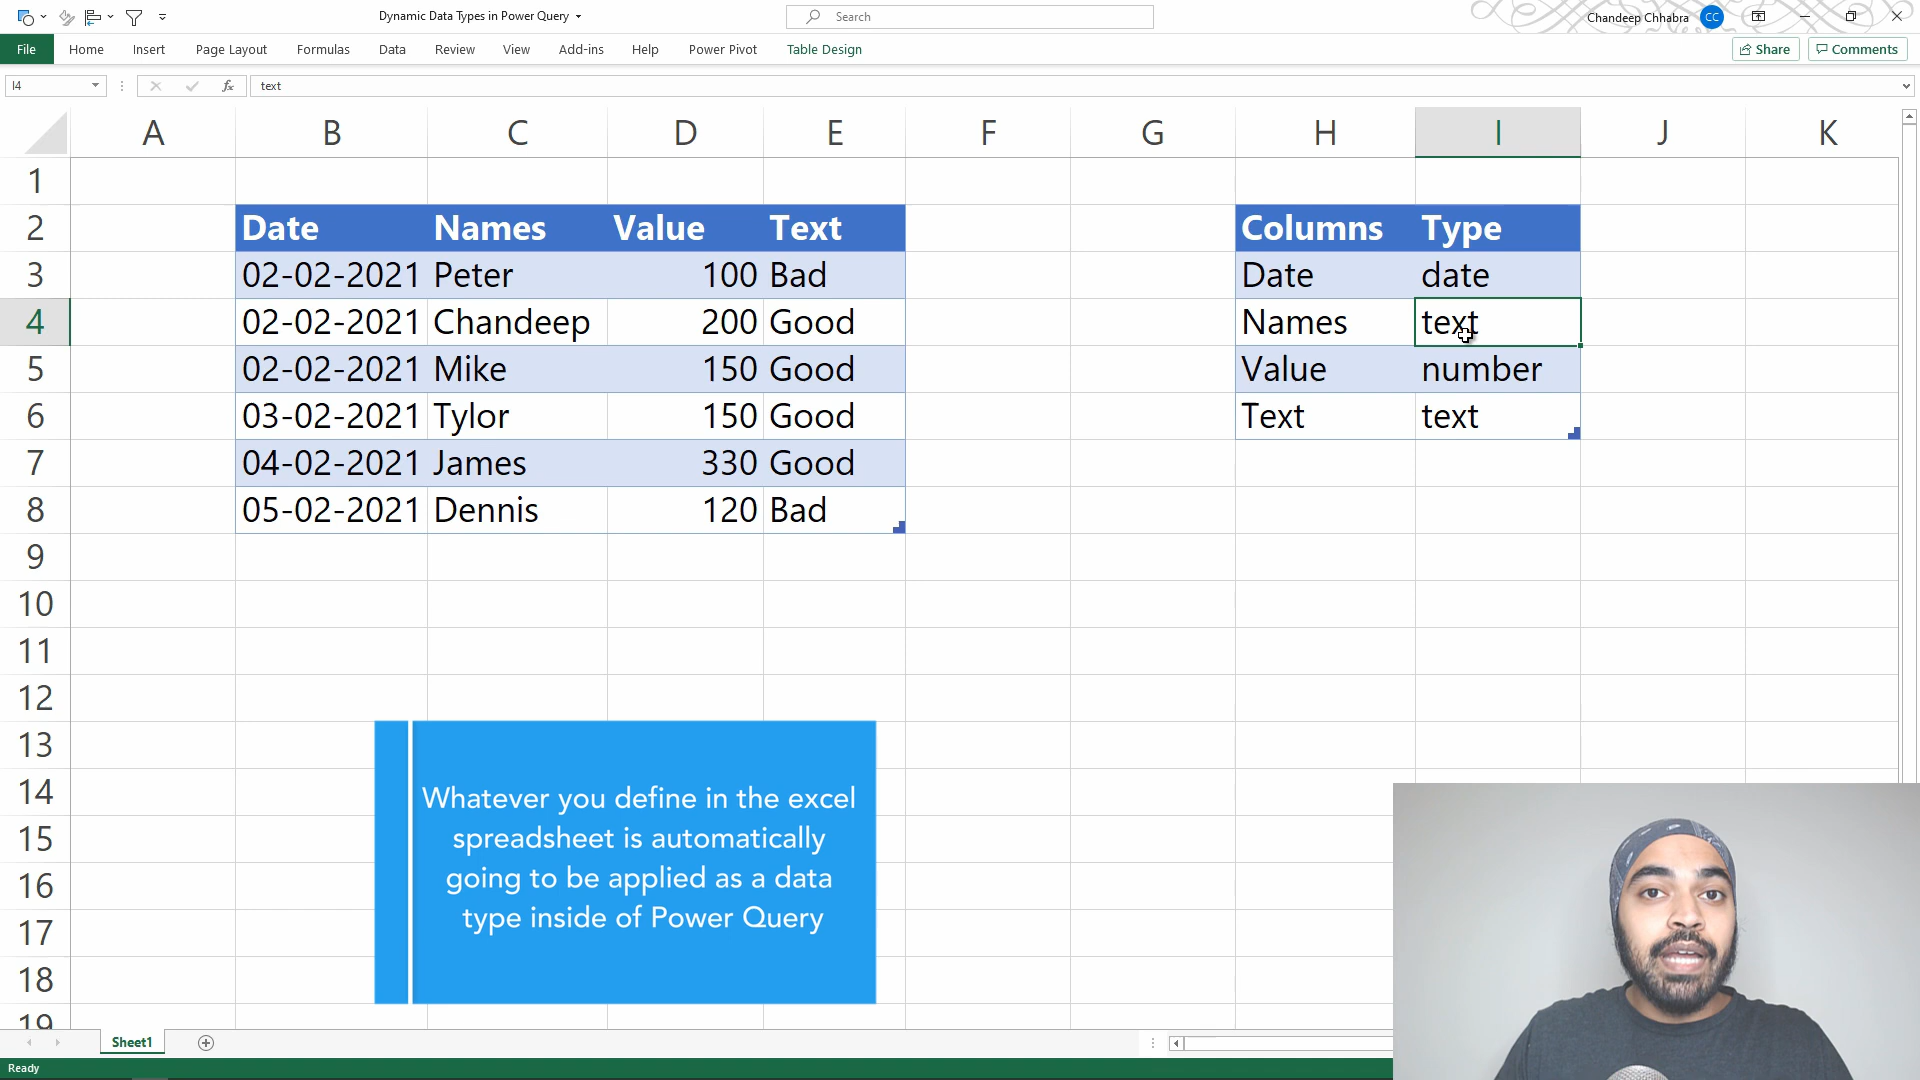 Dynamic Data Types in Power Query
Search
Chandeep Chhabra
CC
File Home Insert Page Layout Formulas Data Review View Add-ins Help Power Pivot Table Design
Share Comments
I4 fx text
A B C D E F G H I J K
1
2 Date Names Value Text Columns Type
3 02-02-2021 Peter 100 Bad Date date
4 02-02-2021 Chandeep 200 Good Names text
5 02-02-2021 Mike 150 Good Value number
6 03-02-2021 Tylor 150 Good Text text
7 04-02-2021 James 330 Good
8 05-02-2021 Dennis 120 Bad
9
10
11
12
13
14
15
16
17
18
19
Whatever you define in the excel
spreadsheet is automatically
going to be applied as a data
type inside of Power Query
Sheet1
Ready